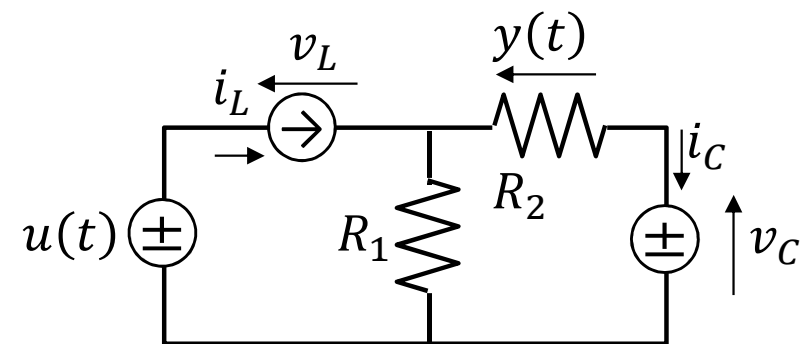 v_L
y(t)
i_L
i_C
R_2
u(t)
±
R_1
±
v_C